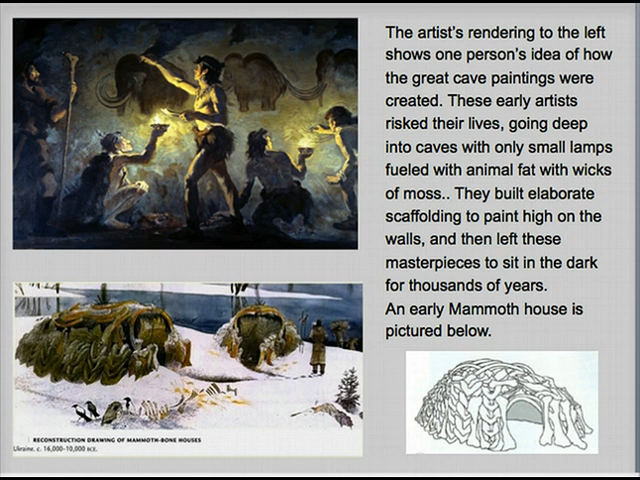 The artist's rendering to the left
shows one person's idea of how
the great cave paintings were
created. These early artists
risked their lives, going deep
into caves with only small lamps
fueled with animal fat with wicks
of moss.. They built elaborate
scaffolding to paint high on the
walls, and then left these
masterpieces to sit in the dark
for thousands of years.
An early Mammoth house is
pictured below.
RECONSTRUCTION DRAWING OF MAMMOTH-BONE HOUSES
Ukraine. c. 16,000–10,000 BCE.